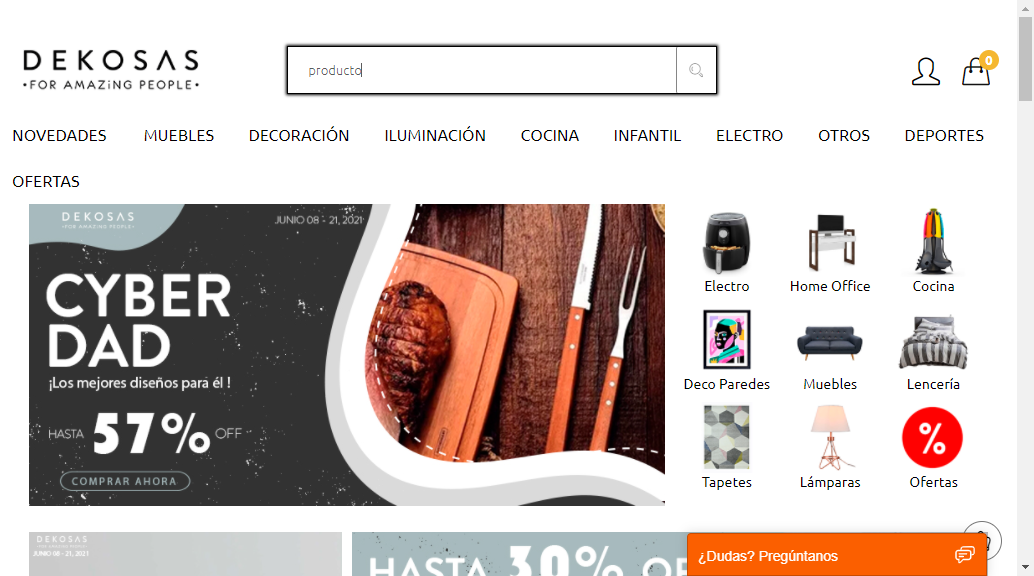 DEKOSAS
•FOR AMAZiNG PEOPLE•
producto
0
NOVEDADES MUEBLES DECORACIÓN ILUMINACIÓN COCINA INFANTIL ELECTRO OTROS DEPORTES
OFERTAS
DEKOSAS
•FOR AMAZiNG PEOPLE•
JUNIO 08 - 21, 2021
CYBER
DAD
¡Los mejores diseños para él !
HASTA 57% OFF
COMPRAR AHORA
Electro Home Office Cocina
Deco Paredes Muebles Lencería
%
Tapetes Lámparas Ofertas
DEKOSAS
JUNIO 08 - 21, 2021
HASTA 30% OFF
¿Dudas? Pregúntanos